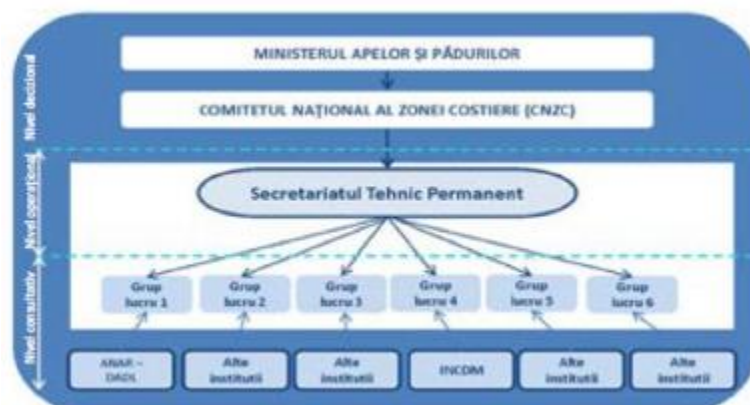 MINISTERUL APELOR ȘI PĂDURILOR
COMITETUL NAȚIONAL AL ZONEI COSTIERE (CNZC)
Nivel decizional
Secretariatul Tehnic Permanent
Nivel operațional
Grup
lucru 1
Grup
lucru 2
Grup
lucru 3
Grup
lucru 4
Grup
lucru 5
Grup
lucru 6
Nivel consultativ
ANAR –
DADL
Alte
institutii
Alte
institutii
INCDM
Alte
institutii
Alte
institutii